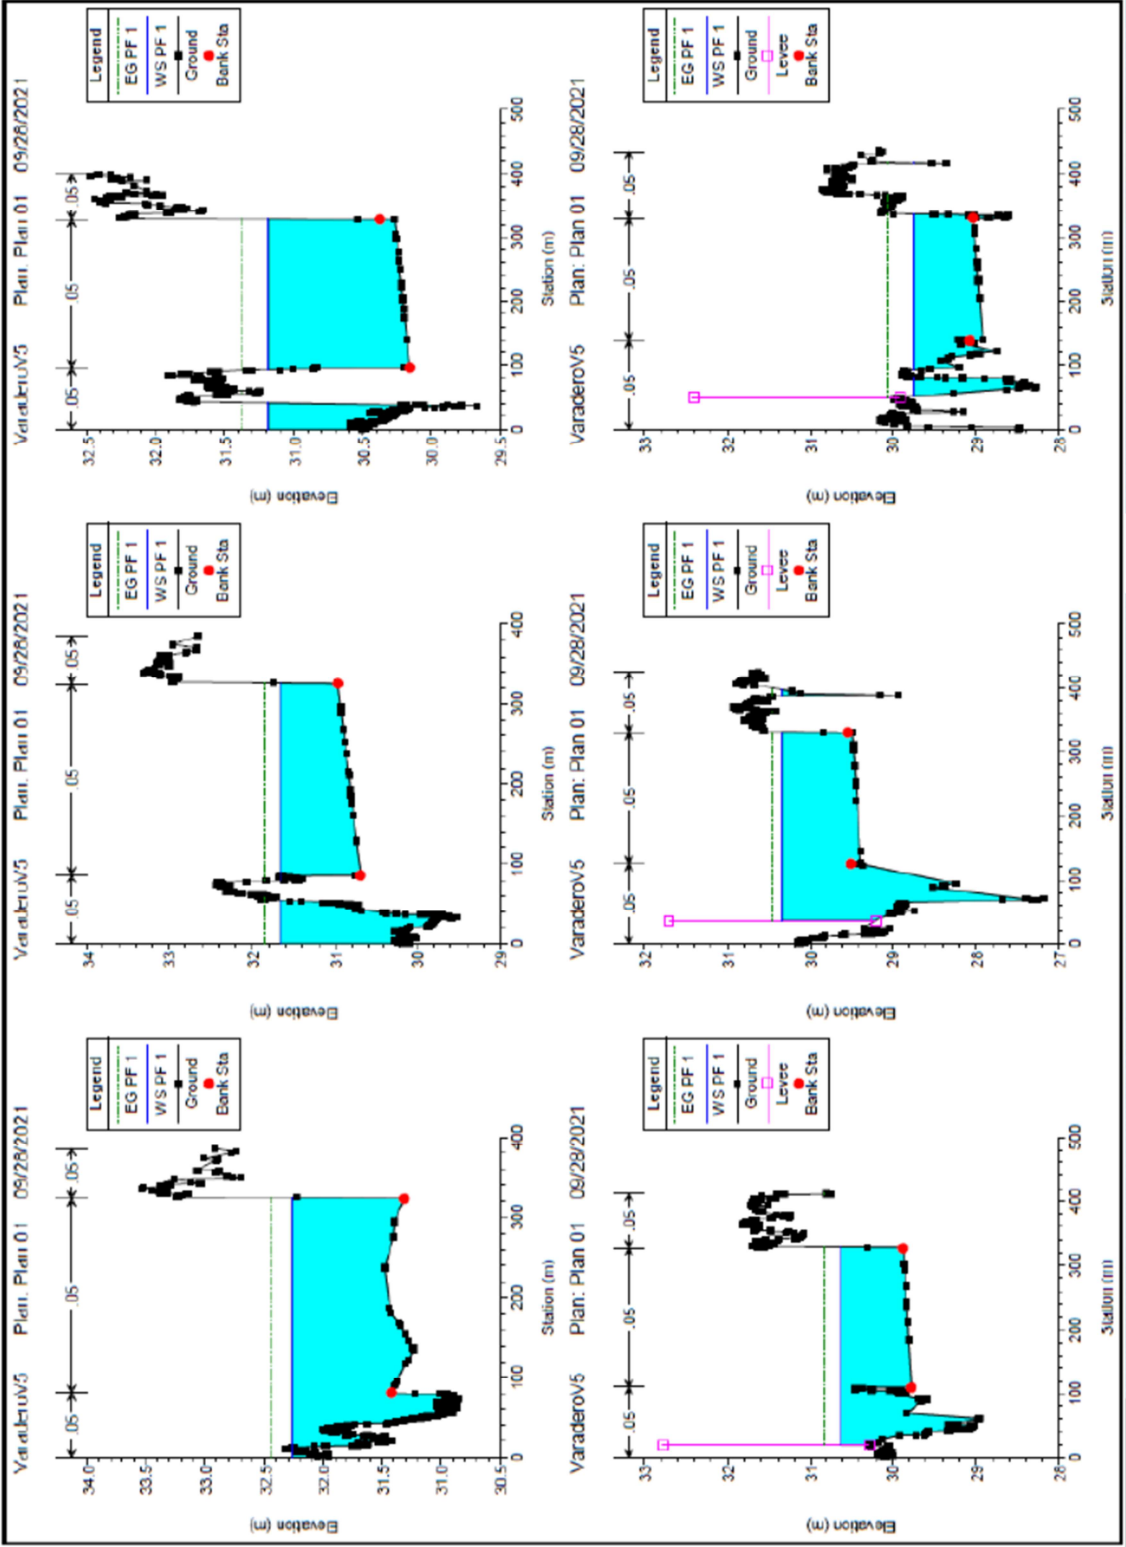 VaraderoV5 Plan: Plan 01 09/28/2021
.05 .05 .05
34.0
33.5
33.0
32.5
32.0
31.5
31.0
30.5
Elevation (m)
0 100 200 300 400
Station (m)
Legend
EG PF 1
WS PF 1
Ground
Bank Sta
VaraderoV5 Plan: Plan 01 09/28/2021
.05 .05 .05
34
33
32
31
30
29
Elevation (m)
0 100 200 300 400
Station (m)
Legend
EG PF 1
WS PF 1
Ground
Bank Sta
VaraderoV5 Plan: Plan 01 09/28/2021
.05 .05 .05
32.5
32.0
31.5
31.0
30.5
30.0
29.5
Elevation (m)
0 100 200 300 400 500
Station (m)
Legend
EG PF 1
WS PF 1
Ground
Bank Sta
VaraderoV5 Plan: Plan 01 09/28/2021
.05 .05 .05
33
32
31
30
29
28
Elevation (m)
0 100 200 300 400 500
Station (m)
Legend
EG PF 1
WS PF 1
Ground
Levee
Bank Sta
VaraderoV5 Plan: Plan 01 09/28/2021
.05 .05 .05
32
31
30
29
28
27
Elevation (m)
0 100 200 300 400 500
Station (m)
Legend
EG PF 1
WS PF 1
Ground
Levee
Bank Sta
VaraderoV5 Plan: Plan 01 09/28/2021
.05 .05 .05
33
32
31
30
29
28
Elevation (m)
0 100 200 300 400 500
Station (m)
Legend
EG PF 1
WS PF 1
Ground
Levee
Bank Sta